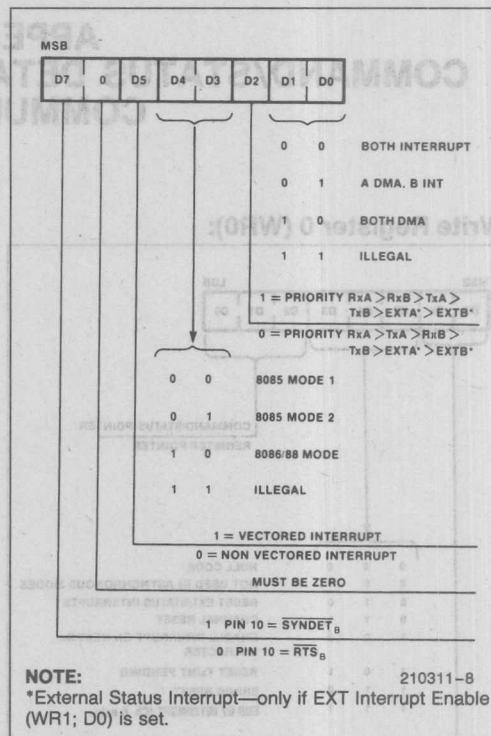 MSB
D7 0 D5 D4 D3 D2 D1 D0
0 0 BOTH INTERRUPT
0 1 A DMA. B INT
1 0 BOTH DMA
1 1 ILLEGAL
1 = PRIORITY RxA >RxB >TxA >
TxB >EXTA* >EXTB*
0 = PRIORITY RxA >TxA >RxB >
TxB >EXTA* >EXTB*
0 0 8085 MODE 1
0 1 8085 MODE 2
1 0 8086/88 MODE
1 1 ILLEGAL
1 = VECTORED INTERRUPT
0 = NON VECTORED INTERRUPT
MUST BE ZERO
1 PIN 10 = SYNDET B
0 PIN 10 = RTS B
NOTE: 210311–8
*External Status Interrupt—only if EXT Interrupt Enable
(WR1; D0) is set.